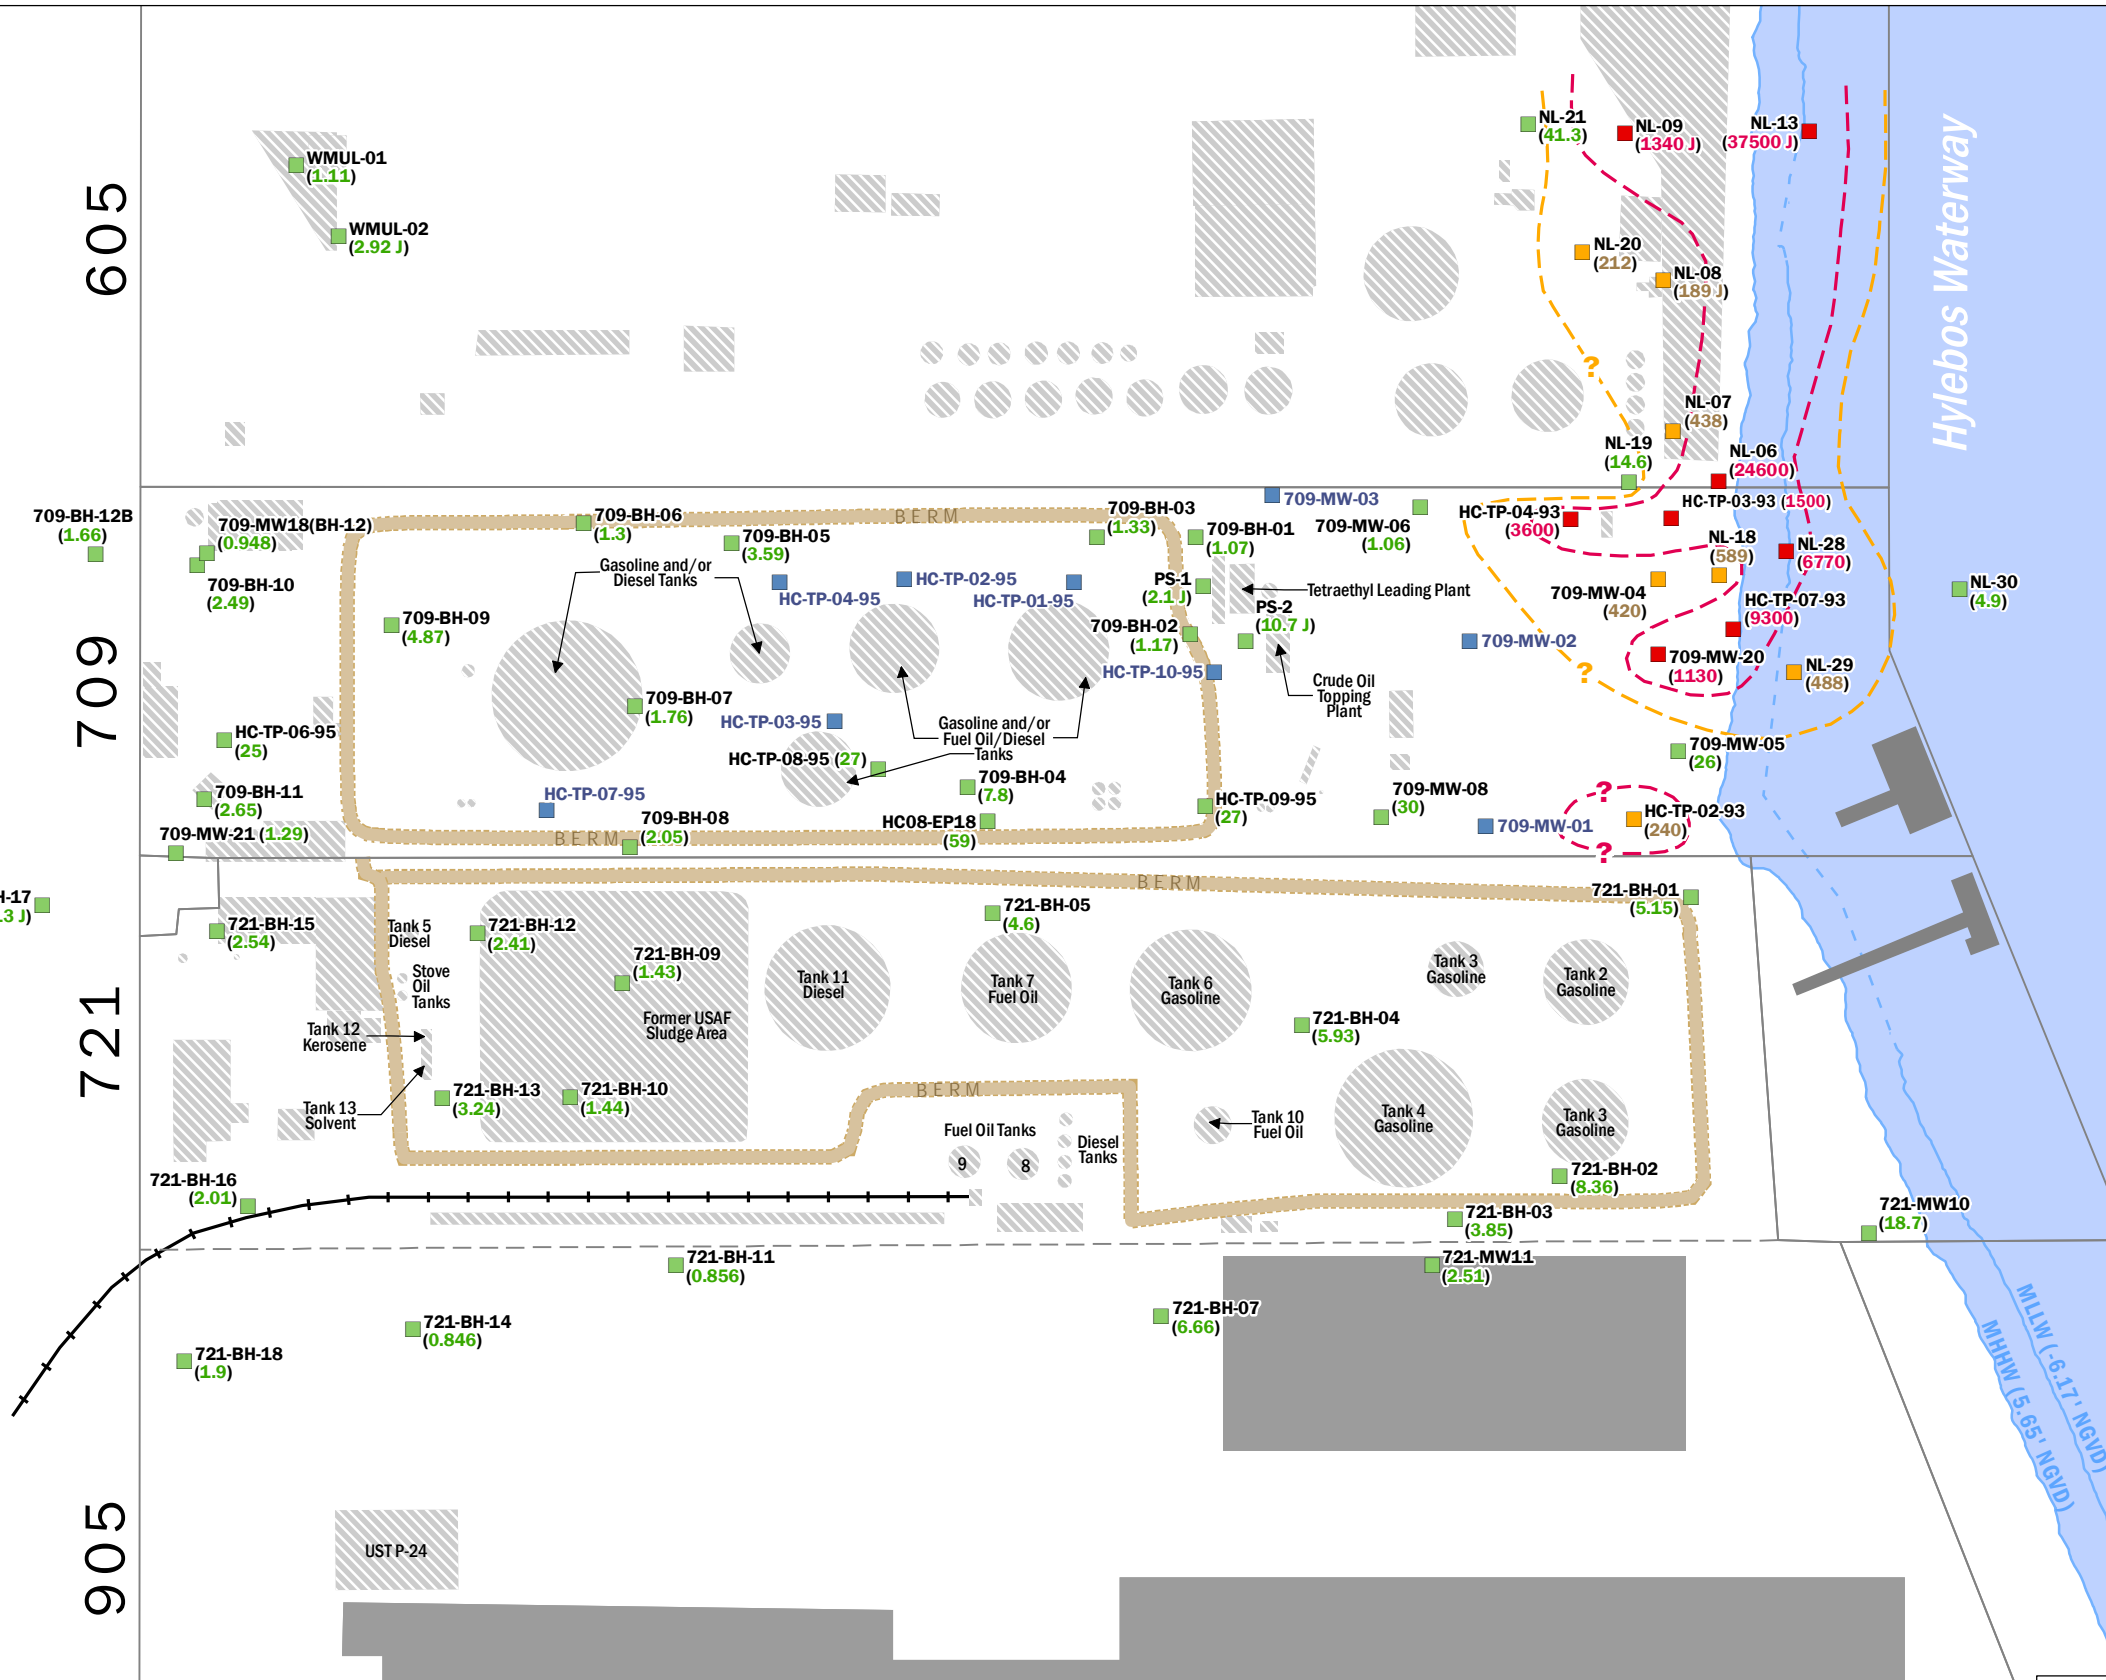 605
709
721
905
Hylebos Waterway
WMUL-01
(1.11)
WMUL-02
(2.92 J)
NL-21
(41.3)
NL-09
(1340 J)
NL-13
(37500 J)
NL-20
(212)
NL-08
(189 J)
?
NL-07
(438)
NL-19
(14.6)
NL-06
(24600)
HC-TP-03-93 (1500)
HC-TP-04-93
(3600)
NL-18
(589)
NL-28
(6770)
709-MW-04
(420)
HC-TP-07-93
(9300)
709-MW-20
(1130)
NL-29
(488)
NL-30
(4.9)
?
709-MW-05
(26)
?
HC-TP-02-93
(240)
?
709-MW-01
709-MW-02
709-MW-03
709-MW-06
(1.06)
709-MW-08
(30)
709-BH-12B
(1.66)
709-MW18(BH-12)
(0.948)
709-BH-10
(2.49)
BERM
709-BH-06
(1.3)
709-BH-05
(3.59)
709-BH-03
(1.33)
709-BH-01
(1.07)
Gasoline and/or
Diesel Tanks
HC-TP-04-95
HC-TP-02-95
HC-TP-01-95
PS-1
(2.1 J)
Tetraethyl Leading Plant
PS-2
(10.7 J)
709-BH-02
(1.17)
HC-TP-10-95
Crude Oil
Topping
Plant
709-BH-09
(4.87)
709-BH-07
(1.76)
HC-TP-03-95
Gasoline and/or
Fuel Oil/Diesel
Tanks
HC-TP-08-95 (27)
709-BH-04
(7.8)
HC-TP-09-95
(27)
HC08-EP18
(59)
HC-TP-06-95
(25)
709-BH-11
(2.65)
709-MW-21 (1.29)
HC-TP-07-95
BERM
709-BH-08
(2.05)
BERM
H-17
.3 J)
721-BH-15
(2.54)
Tank 5
Diesel
721-BH-12
(2.41)
721-BH-09
(1.43)
721-BH-05
(4.6)
721-BH-01
(5.15)
Stove
Oil
Tanks
Former USAF
Sludge Area
Tank 11
Diesel
Tank 7
Fuel Oil
Tank 6
Gasoline
Tank 3
Gasoline
Tank 2
Gasoline
Tank 12
Kerosene
721-BH-04
(5.93)
Tank 13
Solvent
721-BH-13
(3.24)
721-BH-10
(1.44)
BERM
Fuel Oil Tanks
9
8
Diesel
Tanks
Tank 10
Fuel Oil
Tank 4
Gasoline
Tank 3
Gasoline
721-BH-02
(8.36)
721-BH-16
(2.01)
721-BH-03
(3.85)
721-MW10
(18.7)
721-BH-11
(0.856)
721-MW11
(2.51)
721-BH-14
(0.846)
721-BH-07
(6.66)
721-BH-18
(1.9)
MLLW (-6.17' NGVD)
MHHW (5.65' NGVD)
UST P-24